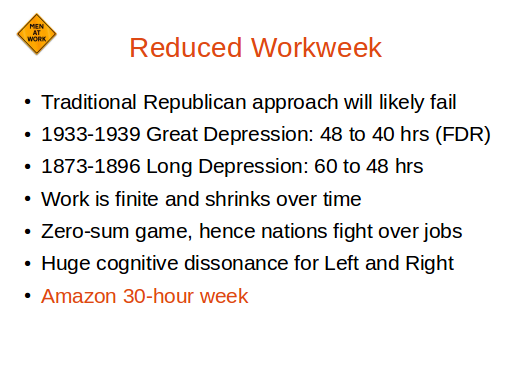 MEN
AT
WORK
Reduced Workweek
• Traditional Republican approach will likely fail
• 1933-1939 Great Depression: 48 to 40 hrs (FDR)
• 1873-1896 Long Depression: 60 to 48 hrs
• Work is finite and shrinks over time
• Zero-sum game, hence nations fight over jobs
• Huge cognitive dissonance for Left and Right
• Amazon 30-hour week